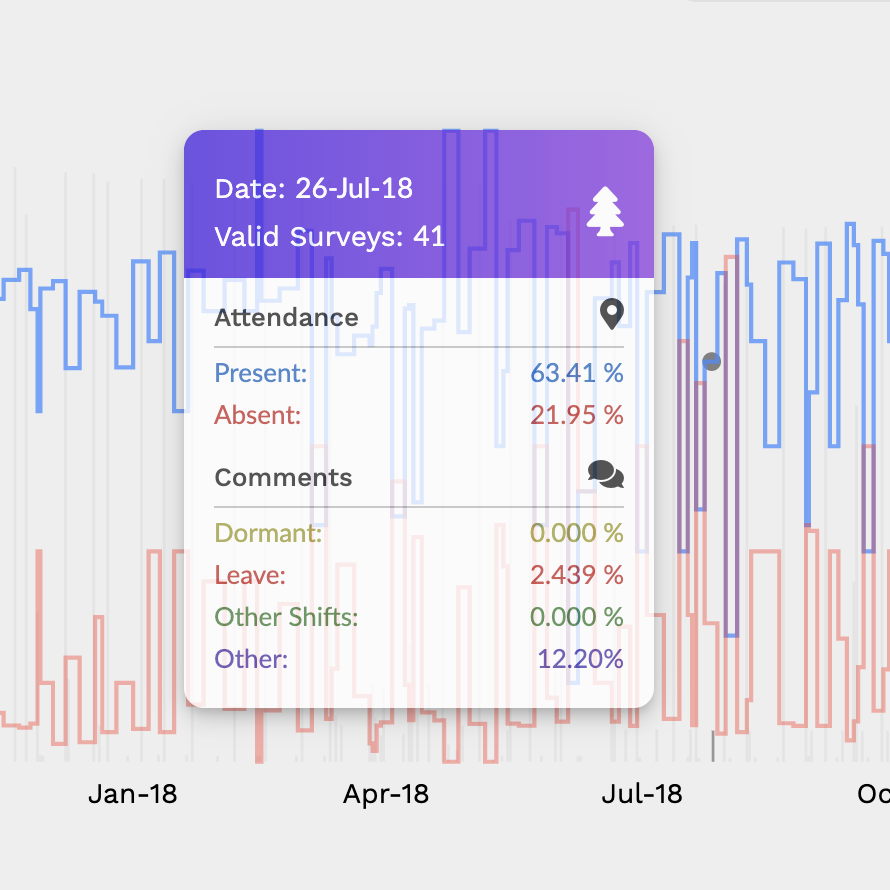 Date: 26-Jul-18
Valid Surveys: 41
Attendance
Present: 63.41 %
Absent: 21.95 %
Comments
Dormant: 0.000 %
Leave: 2.439 %
Other Shifts: 0.000 %
Other: 12.20%
Jan-18 Apr-18 Jul-18 Oc